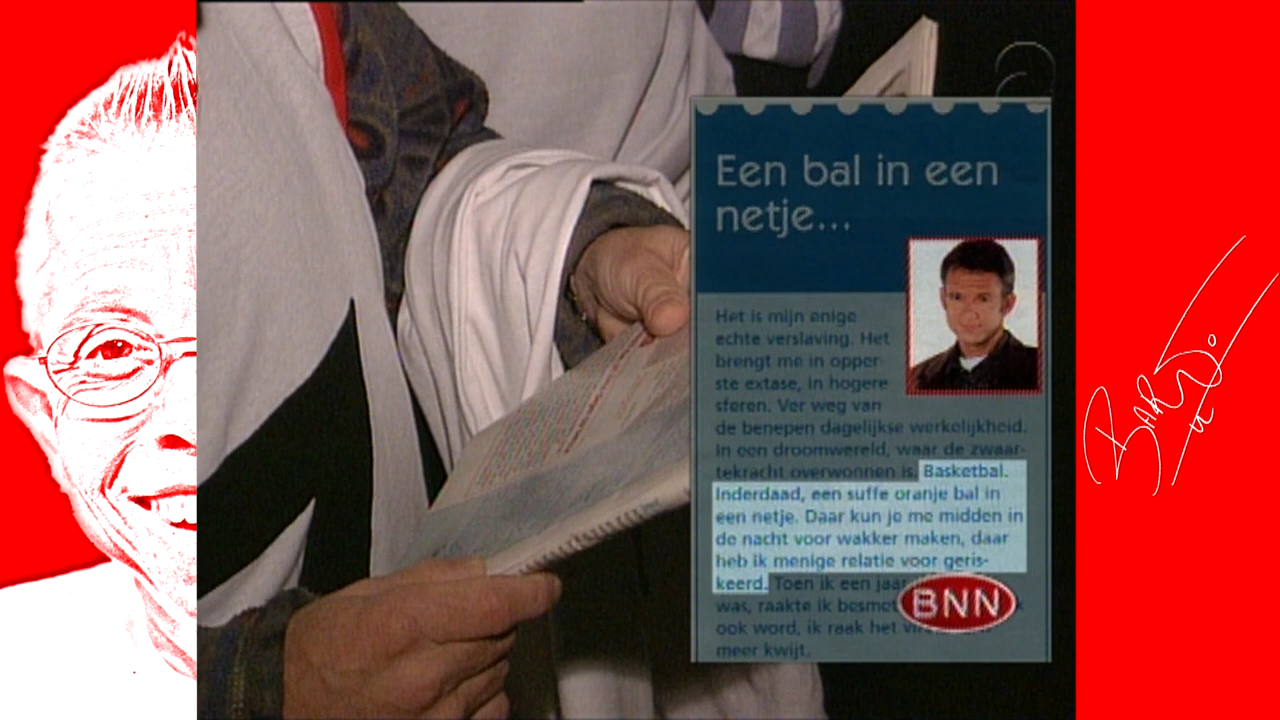 Een bal in een
netje...
Het is mijn enige
echte verslaving. Het
brengt me in opper-
ste extase, in hogere
sferen. Ver weg van
de benepen dagelijkse werkelijkheid.
In een droomwereld, waar de zwaar-
tekracht overwonnen is. Basketbal.
Inderdaad, een suffe oranje bal in
een netje. Daar kun je me midden in
de nacht voor wakker maken, daar
heb ik menige relatie voor geris-
keerd. Toen ik een jaar
was, raakte ik besmet
ook word, ik raak het
meer kwijt.
BNN
BART